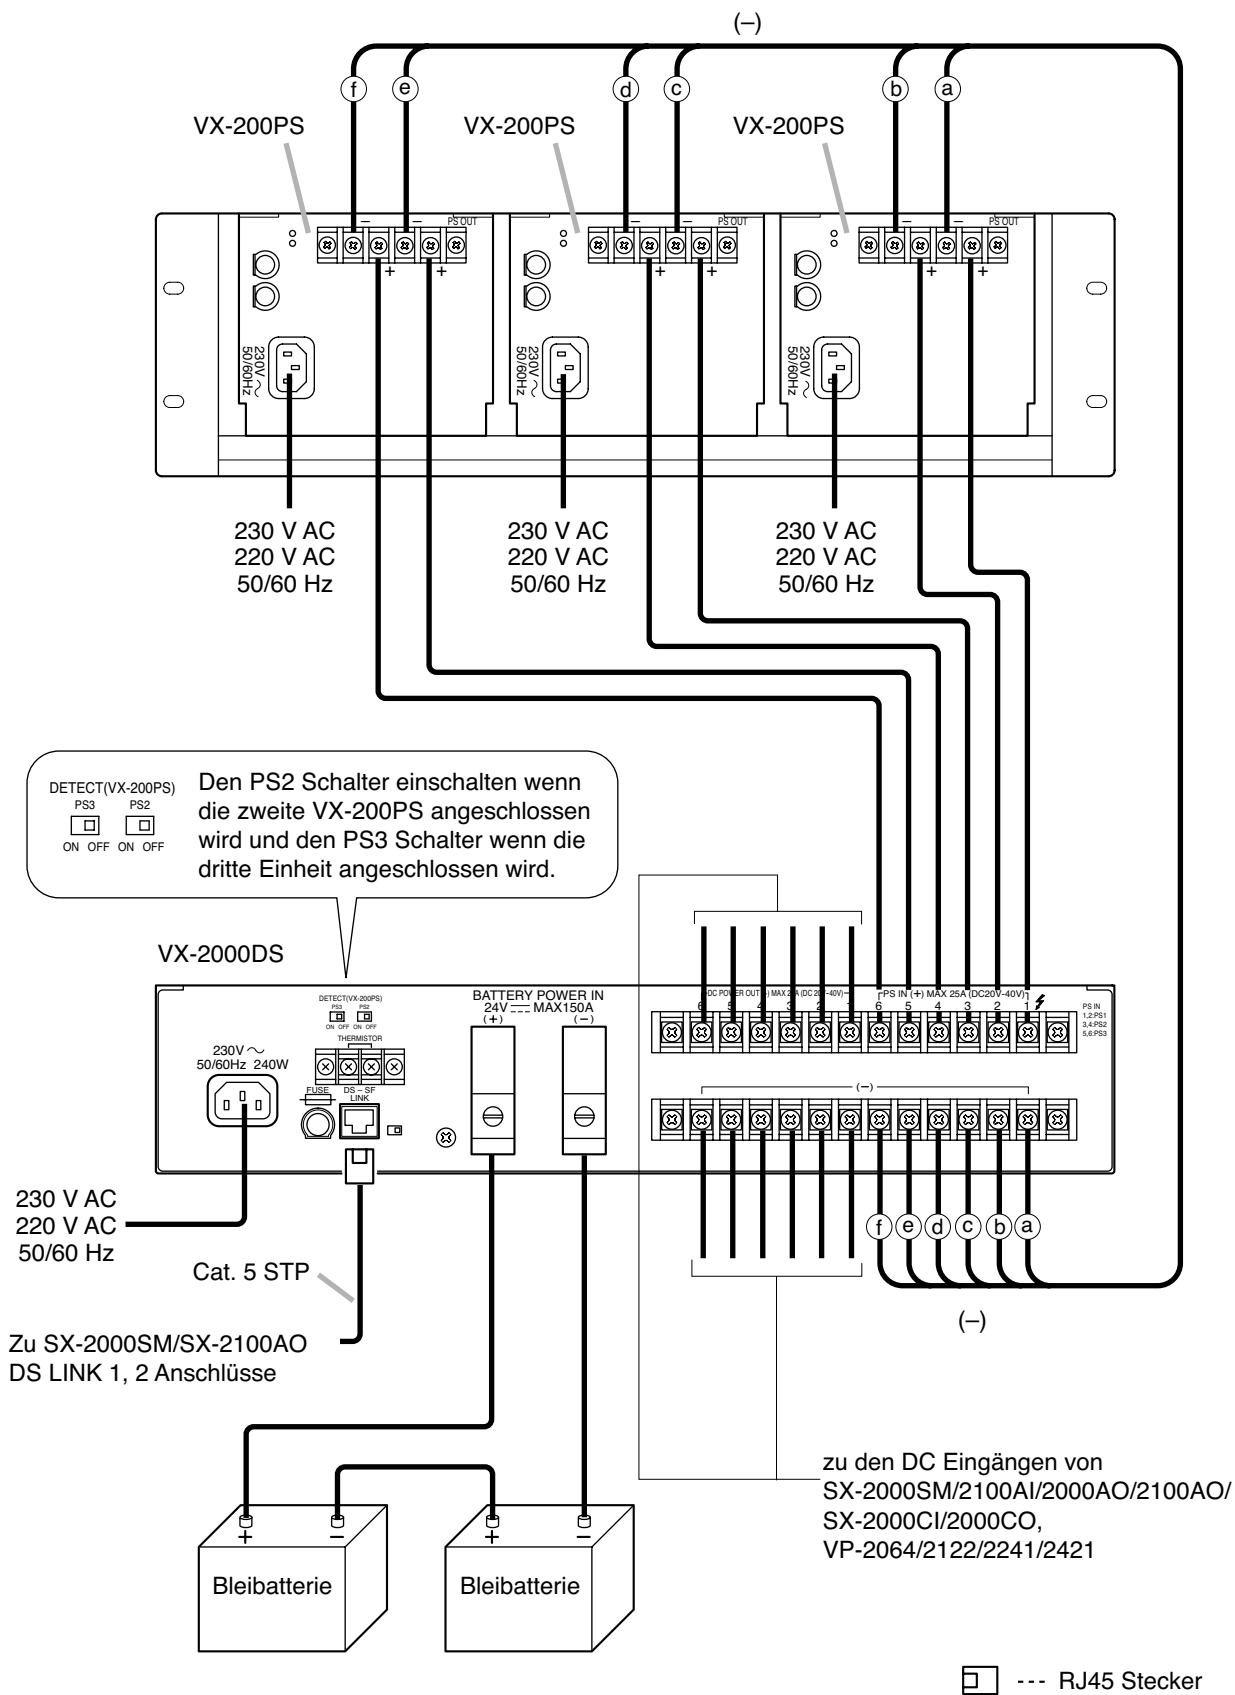 (–)
f e d c b a
VX-200PS VX-200PS VX-200PS
– – PS OUT – – PS OUT – – PS OUT
+ + + + + +
230V ~ 50/60Hz 230V ~ 50/60Hz 230V ~ 50/60Hz
230 V AC 230 V AC 230 V AC
220 V AC 220 V AC 220 V AC
50/60 Hz 50/60 Hz 50/60 Hz
DETECT(VX-200PS)
PS3 PS2
ON OFF ON OFF
Den PS2 Schalter einschalten wenn
die zweite VX-200PS angeschlossen
wird und den PS3 Schalter wenn die
dritte Einheit angeschlossen wird.
VX-2000DS
DETECT(VX-200PS)
PS3 PS2
ON OFF ON OFF
THERMISTOR
230V ~
50/60Hz 240W
FUSE DS – SF
LINK
BATTERY POWER IN
24V MAX150A
(+) (–)
DC POWER OUT (DC 20V-40V)
PS IN (+) MAX 25A (DC20V-40V)
6 5 4 3 2 1
PS IN
1,2:PS1
3,4:PS2
5,6:PS3
(–)
f e d c b a
(–)
230 V AC
220 V AC
50/60 Hz
Cat. 5 STP
Zu SX-2000SM/SX-2100AO
DS LINK 1, 2 Anschlüsse
+ – + –
Bleibatterie Bleibatterie
zu den DC Eingängen von
SX-2000SM/2100AI/2000AO/2100AO/
SX-2000CI/2000CO,
VP-2064/2122/2241/2421
--- RJ45 Stecker